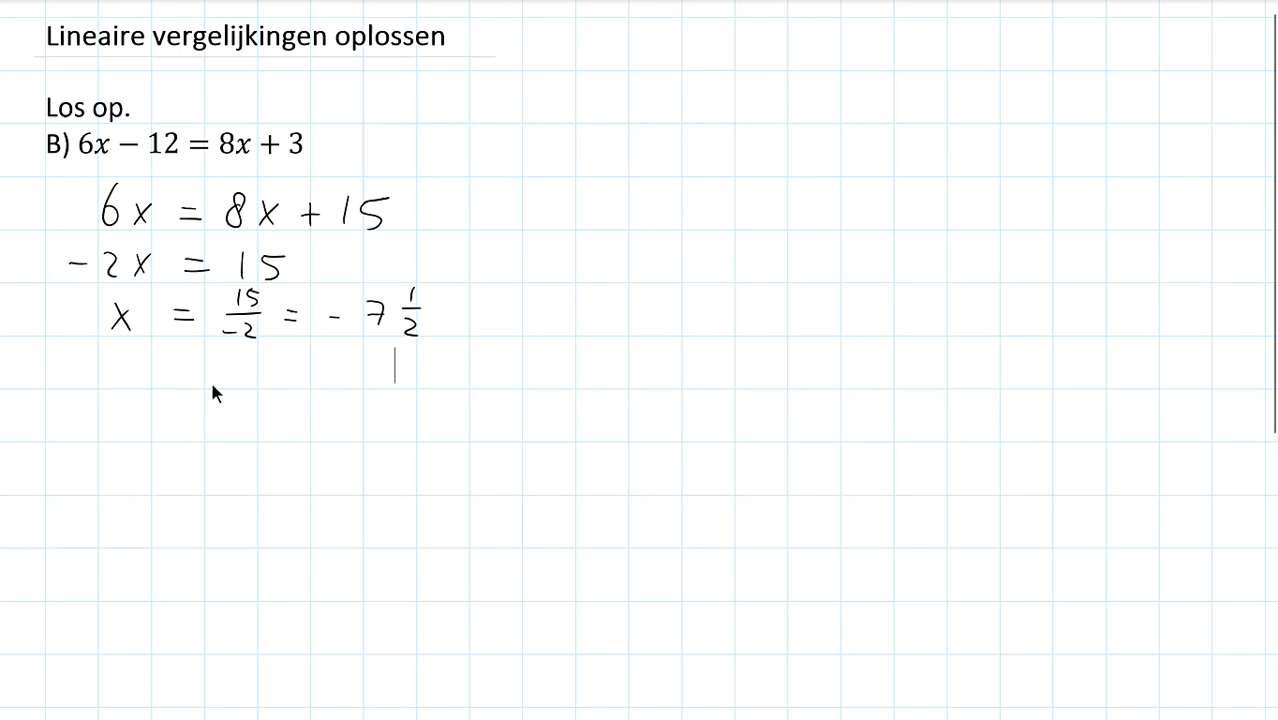 Lineaire vergelijkingen oplossen
Los op.
B) 6x − 12 = 8x + 3
6x = 8x + 15
-2x = 15
x = 15/-2 = - 7 1/2